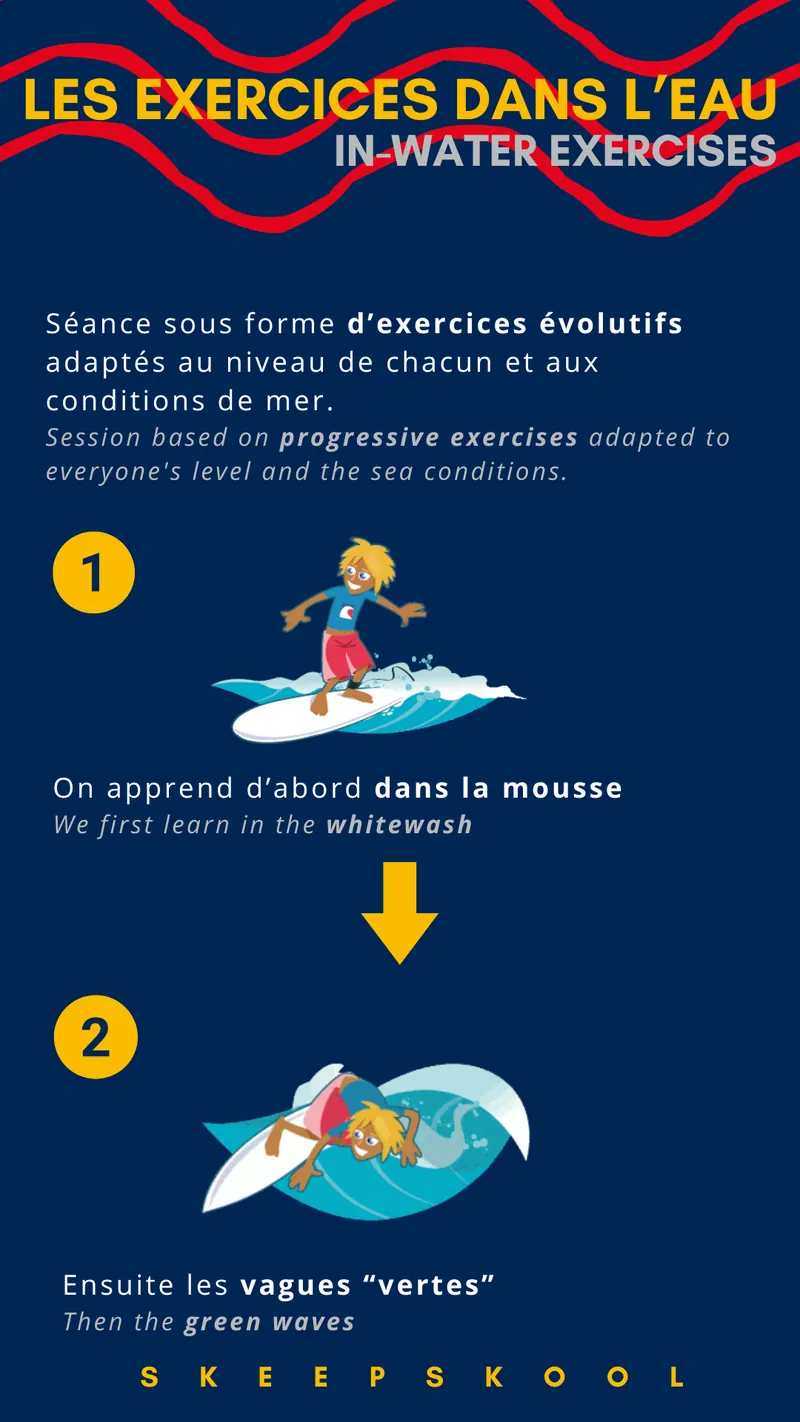 LES EXERCICES DANS L’EAU
IN-WATER EXERCISES
Séance sous forme d’exercices évolutifs
adaptés au niveau de chacun et aux
conditions de mer.
Session based on progressive exercises adapted to
everyone's level and the sea conditions.
1
On apprend d’abord dans la mousse
We first learn in the whitewash
2
Ensuite les vagues “vertes”
Then the green waves
SKEEPSKOOL